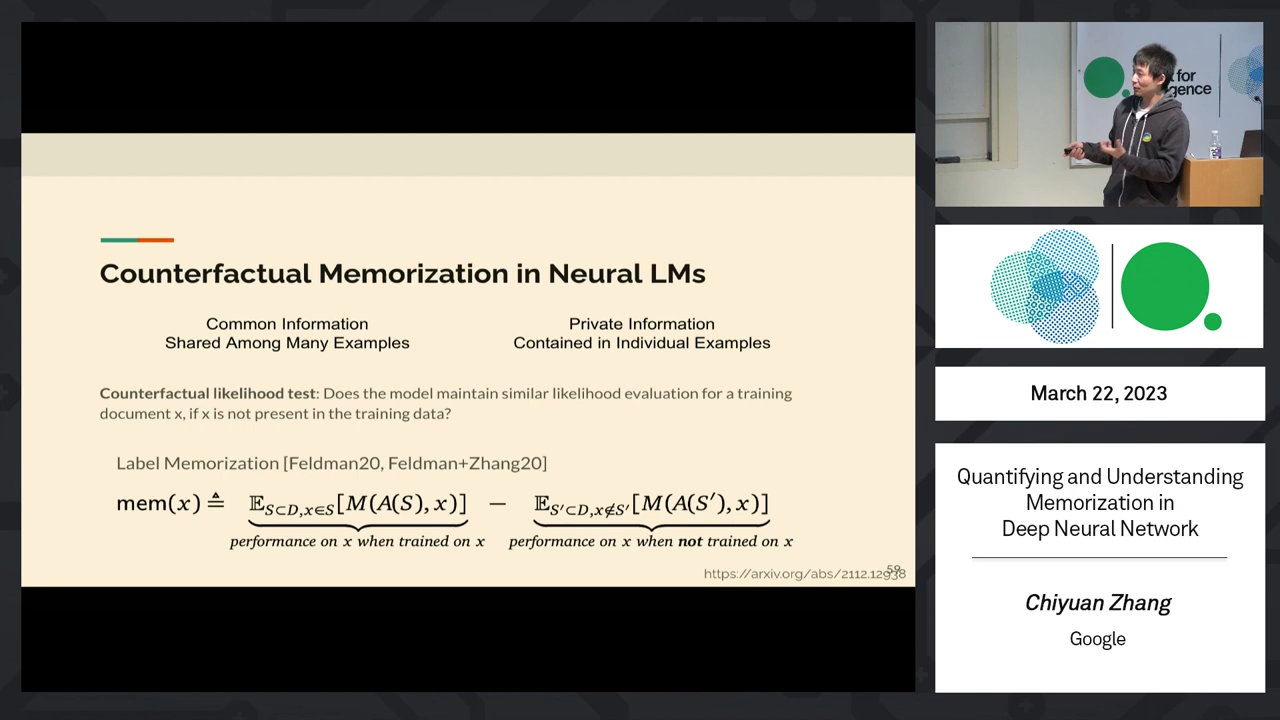 Counterfactual Memorization in Neural LMs
Common Information
Shared Among Many Examples
Private Information
Contained in Individual Examples
Counterfactual likelihood test: Does the model maintain similar likelihood evaluation for a training
document x, if x is not present in the training data?
Label Memorization [Feldman20, Feldman+Zhang20]
mem(x) ≜ 𝔼_{S⊂D,x∈S}[M(A(S), x)] − 𝔼_{S′⊂D,x∉S′}[M(A(S′), x)]
performance on x when trained on x
performance on x when not trained on x
https://arxiv.org/abs/2112.12938
59
for
March 22, 2023
Quantifying and Understanding
Memorization in
Deep Neural Network
Chiyuan Zhang
Google